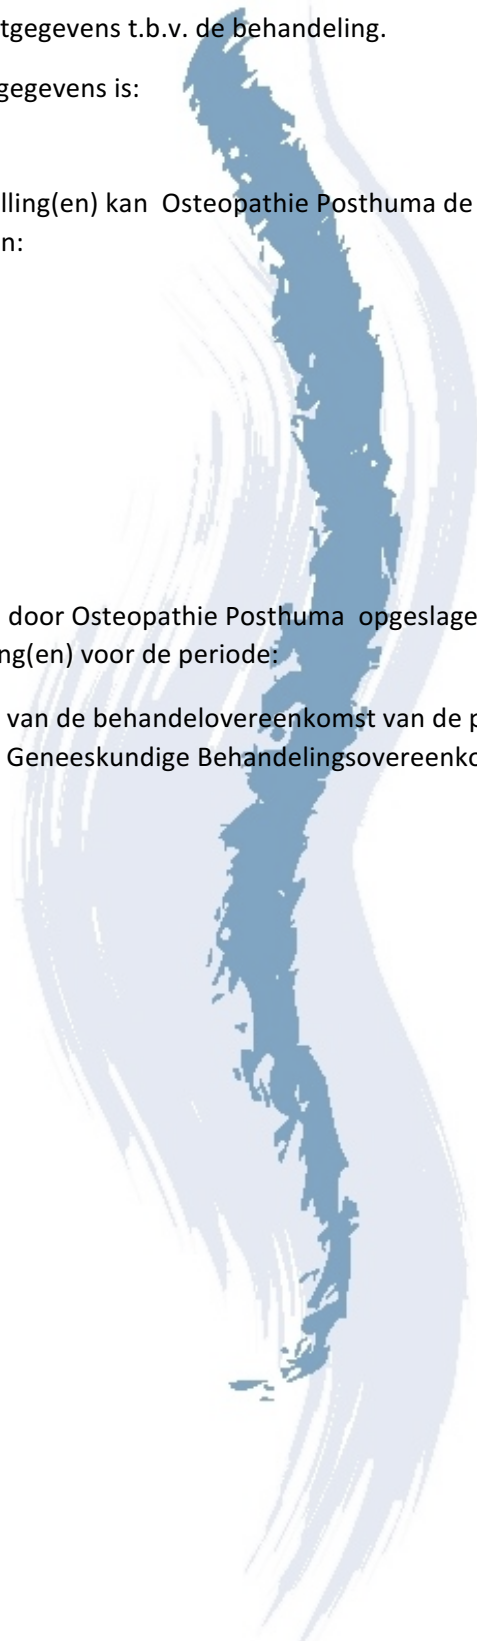 tgegevens t.b.v. de behandeling.
gegevens is:
lling(en) kan  Osteopathie Posthuma de
n:
door Osteopathie Posthuma  opgeslage
ng(en) voor de periode:
van de behandelovereenkomst van de p
Geneeskundige Behandelingsovereenko